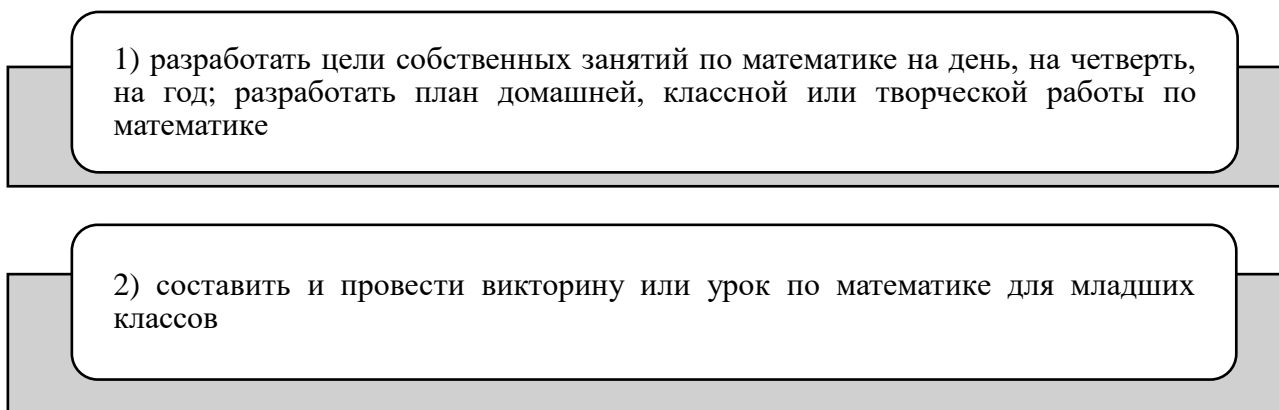 1) разработать цели собственных занятий по математике на день, на четверть,
на год; разработать план домашней, классной или творческой работы по
математике
2) составить и провести викторину или урок по математике для младших
классов